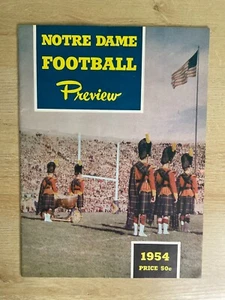 NOTRE DAME
FOOTBALL
Preview
1954
PRICE 50¢